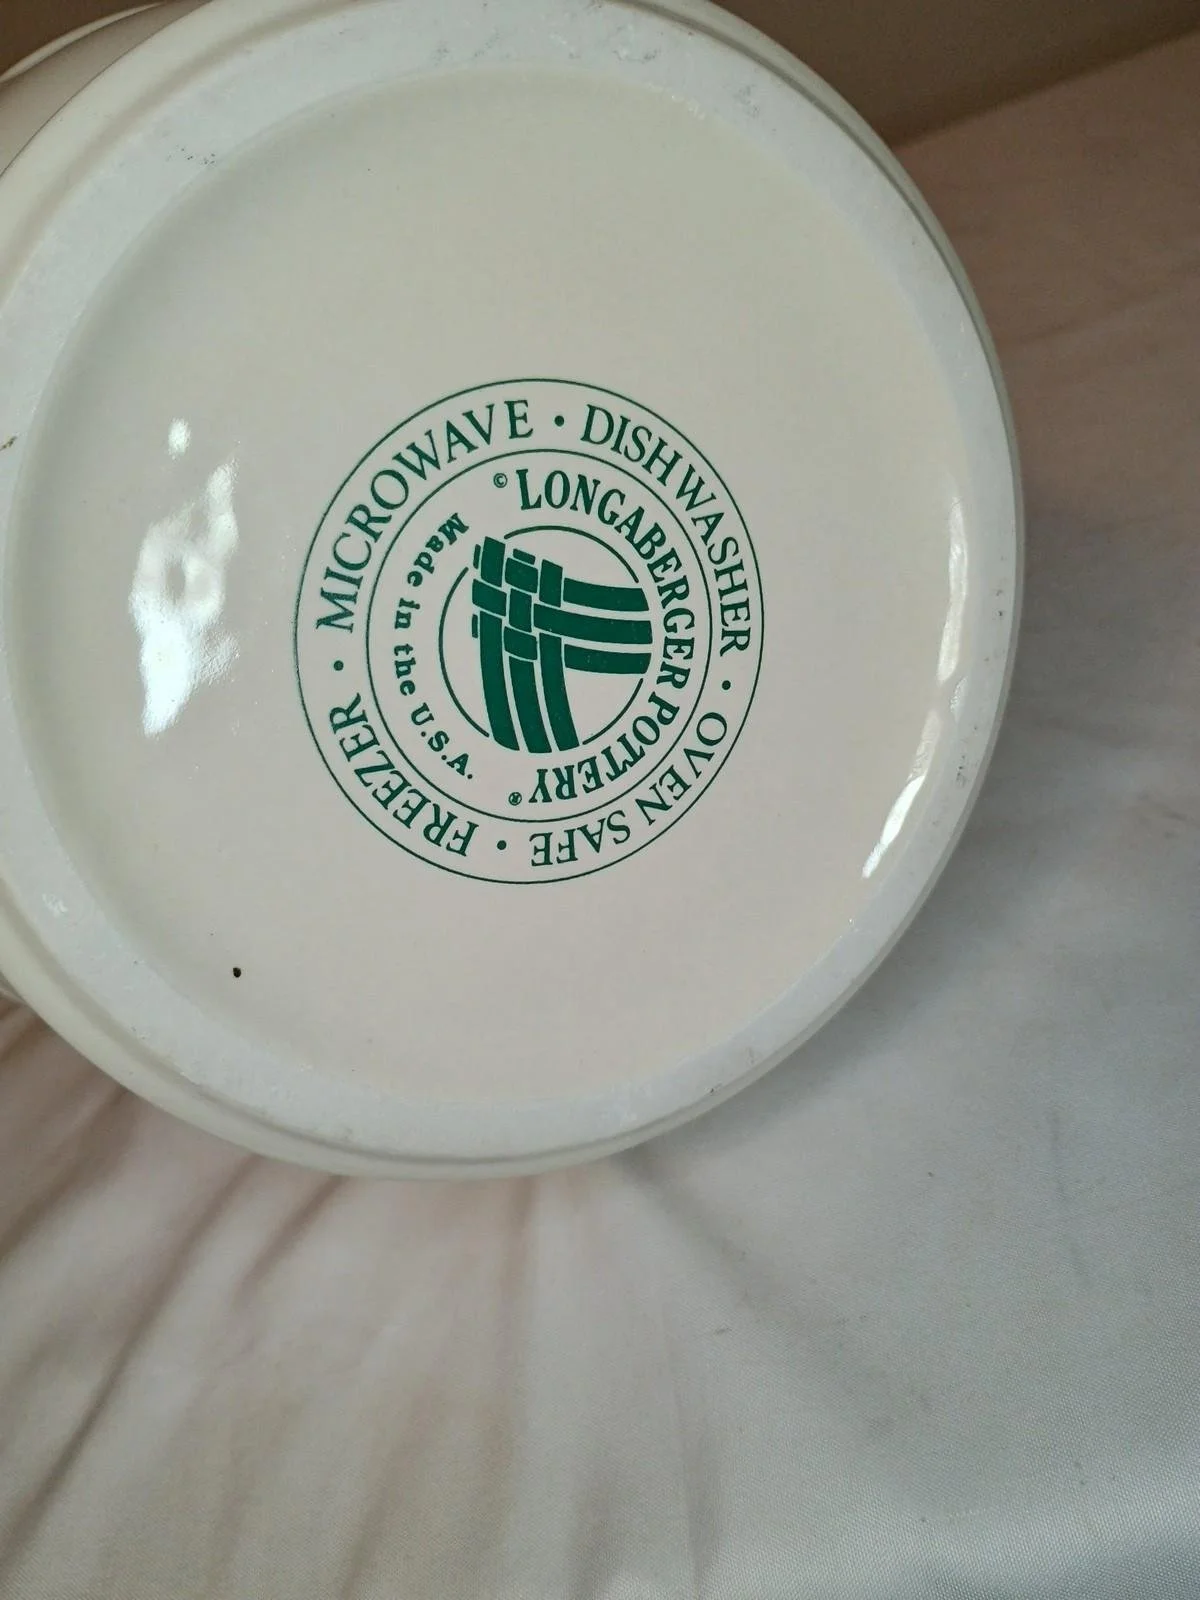 MICROWAVE • DISHWASHER • OVEN SAFE • FREEZER •
© LONGABERGER POTTERY ®
Made in the U.S.A.